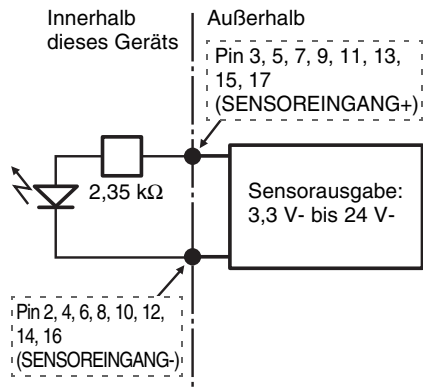 Innerhalb
dieses Geräts
Außerhalb
Pin 3, 5, 7, 9, 11, 13,
15, 17
(SENSOREINGANG+)
2,35 kΩ
Sensorausgabe:
3,3 V- bis 24 V-
Pin 2, 4, 6, 8, 10, 12,
14, 16
(SENSOREINGANG-)